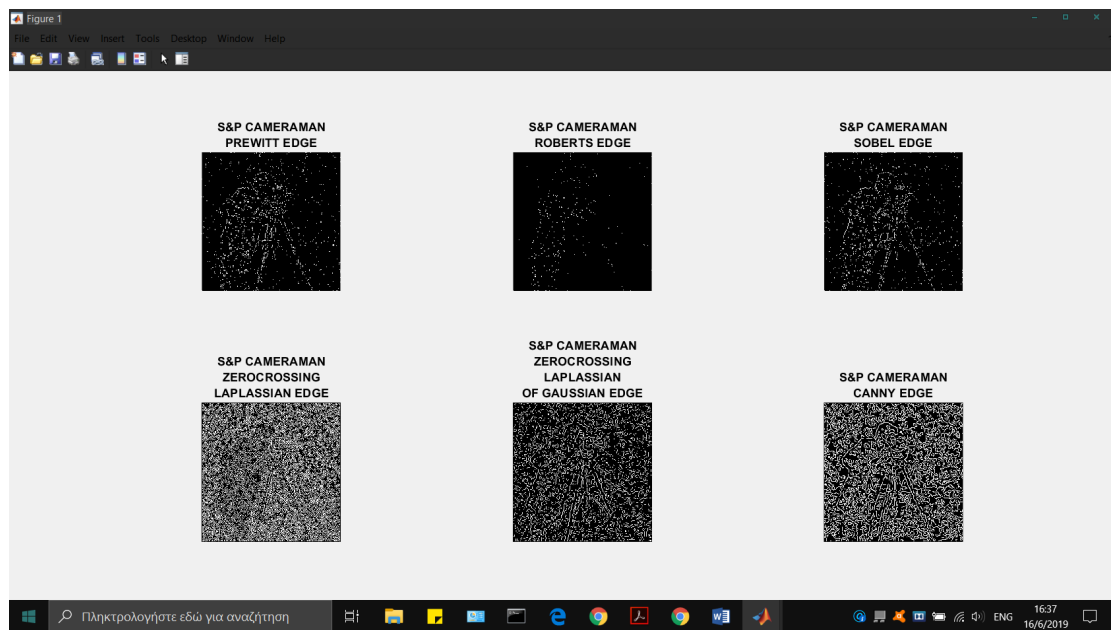 Figure 1
File Edit View Insert Tools Desktop Window Help
S&P CAMERAMAN
PREWITT EDGE
S&P CAMERAMAN
ROBERTS EDGE
S&P CAMERAMAN
SOBEL EDGE
S&P CAMERAMAN
ZEROCROSSING
LAPLASSIAN EDGE
S&P CAMERAMAN
ZEROCROSSING
LAPLASSIAN
OF GAUSSIAN EDGE
S&P CAMERAMAN
CANNY EDGE
Πληκτρολογήστε εδώ για αναζήτηση
ENG
16:37
16/6/2019